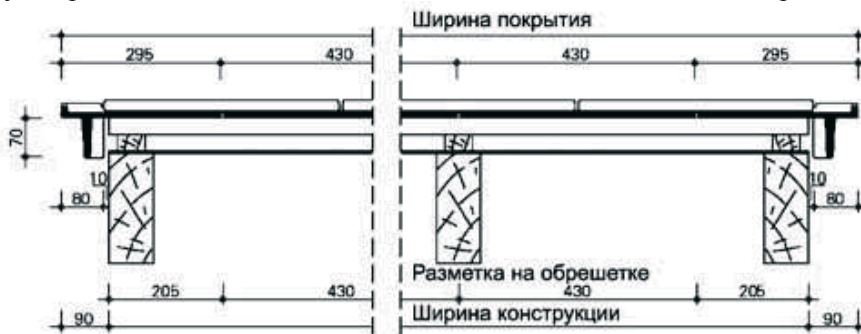 Ширина покрытия
295 430 430 295
70
10 10
80 80
Разметка на обрешетке
205 430 430 205
Ширина конструкции
90 90